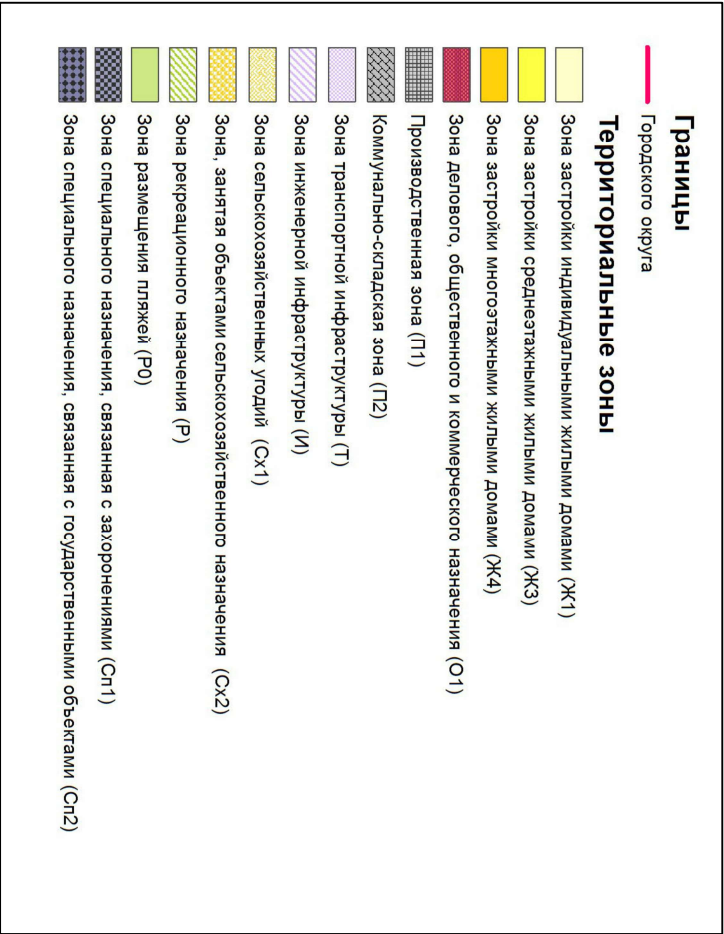 Границы
Городского округа
Территориальные зоны
Зона застройки индивидуальными жилыми домами (Ж1)
Зона застройки среднеэтажными жилыми домами (Ж3)
Зона застройки многоэтажными жилыми домами (Ж4)
Зона делового, общественного и коммерческого назначения (О1)
Производственная зона (П1)
Коммунально-складская зона (П2)
Зона транспортной инфраструктуры (Т)
Зона инженерной инфраструктуры (И)
Зона сельскохозяйственных угодий (Сх1)
Зона, занятая объектами сельскохозяйственного назначения (Сх2)
Зона рекреационного назначения (Р)
Зона размещения пляжей (Р0)
Зона специального назначения, связанная с захоронениями (Сп1)
Зона специального назначения, связанная с государственными объектами (Сп2)